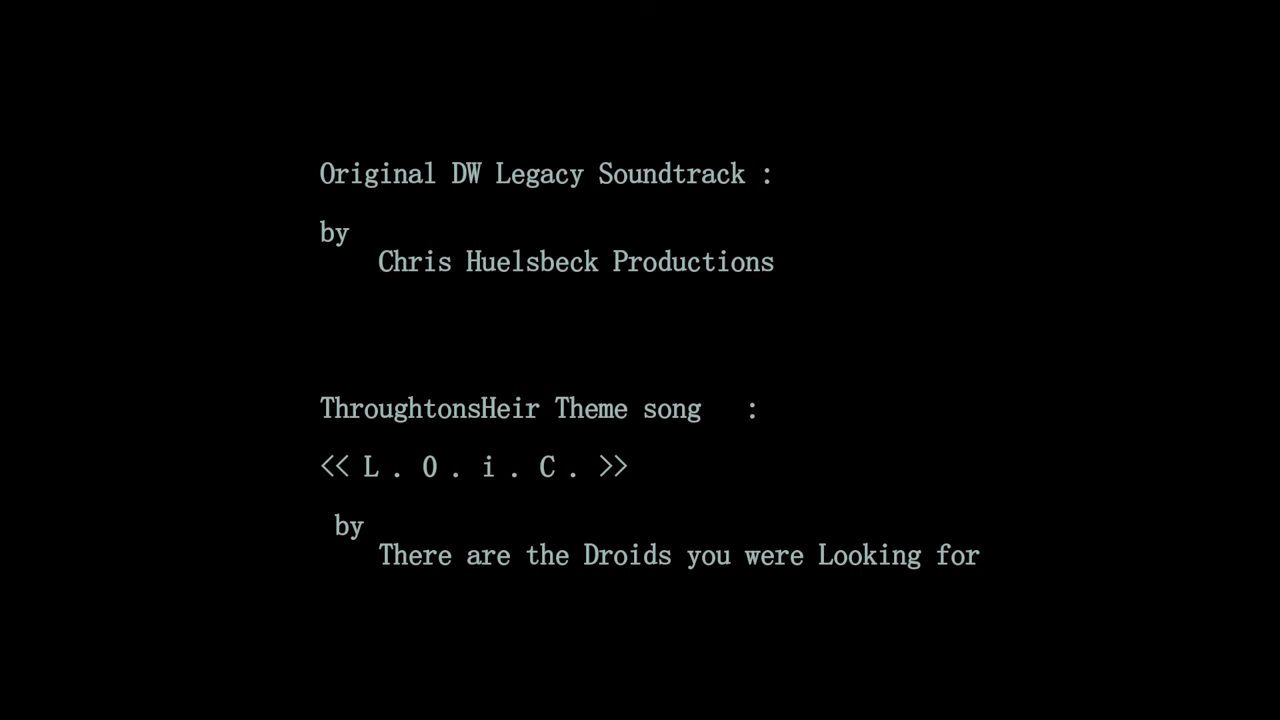 Original DW Legacy Soundtrack :
by
Chris Huelsbeck Productions
ThroughtonsHeir Theme song :
<< L . O . i . C . >>
by
There are the Droids you were Looking for